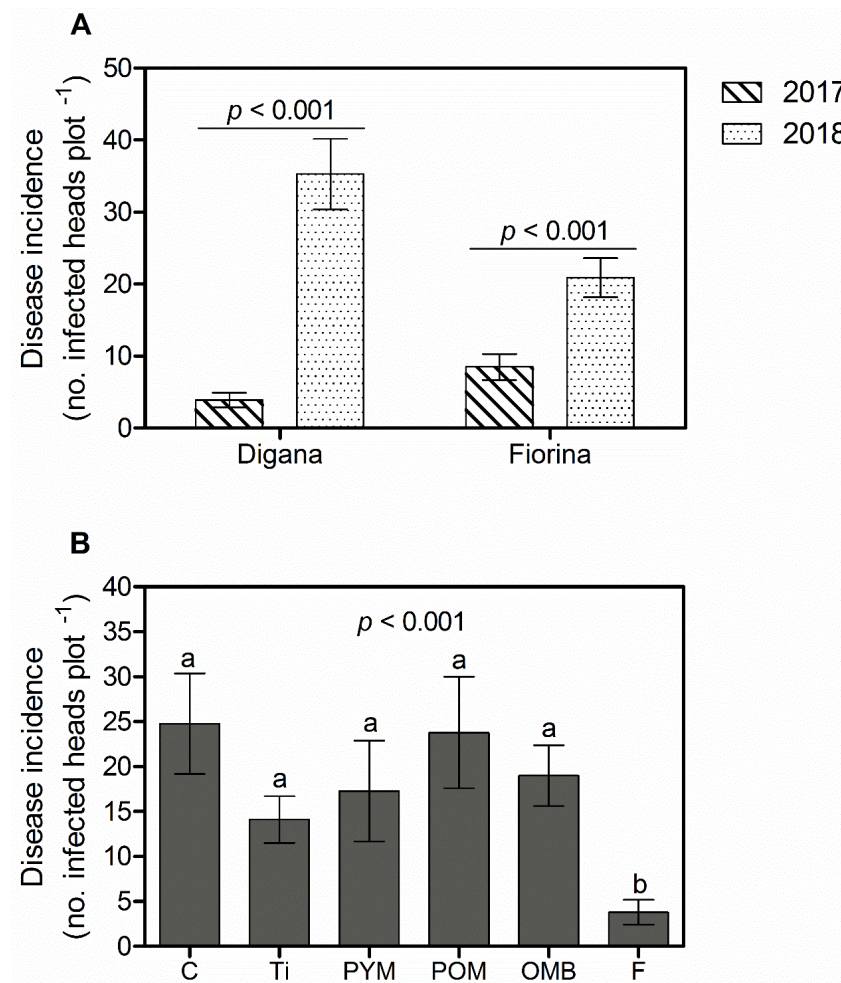 A
Disease incidence
(no. infected heads plot -1)
50
40
30
20
10
0
p < 0.001
p < 0.001
Digana
Fiorina
2017
2018
B
Disease incidence
(no. infected heads plot -1)
40
35
30
25
20
15
10
5
0
p < 0.001
a
a
a
a
a
b
C
Ti
PYM
POM
OMB
F